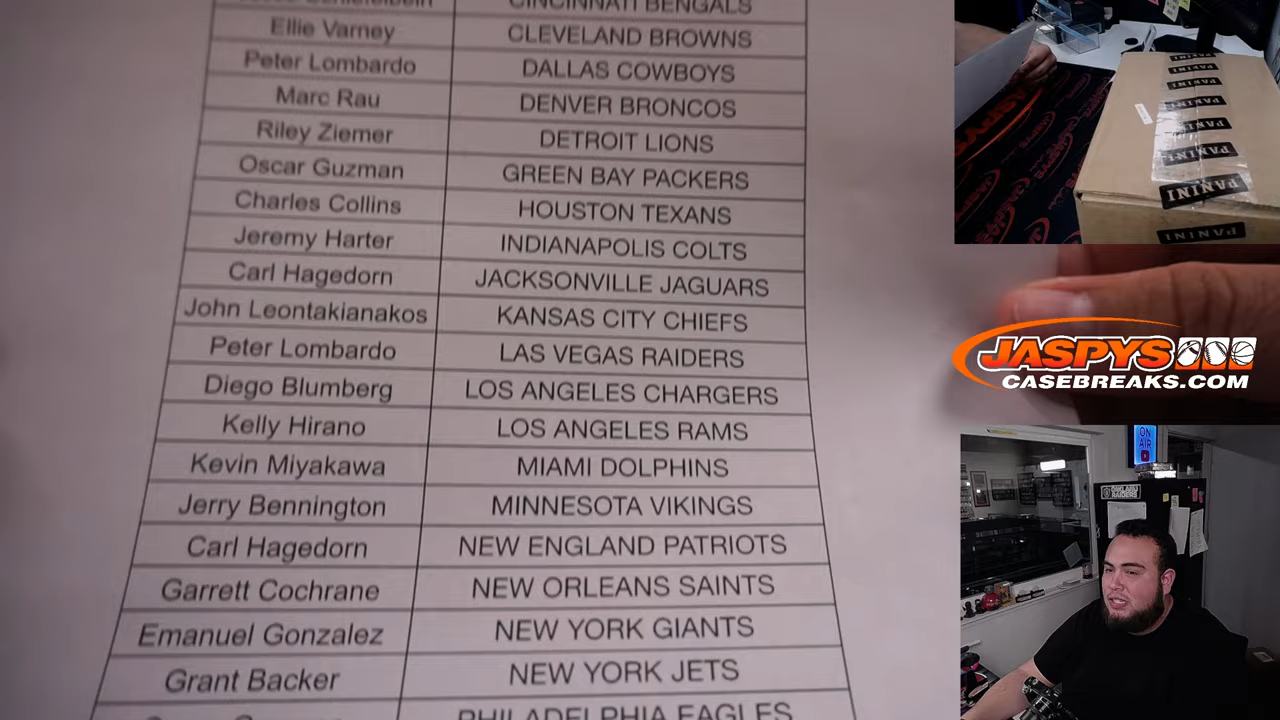 CINCINNATI BENGALS
Ellie Varney CLEVELAND BROWNS
Peter Lombardo DALLAS COWBOYS
Marc Rau DENVER BRONCOS
Riley Ziemer DETROIT LIONS
Oscar Guzman GREEN BAY PACKERS
Charles Collins HOUSTON TEXANS
Jeremy Harter INDIANAPOLIS COLTS
Carl Hagedorn JACKSONVILLE JAGUARS
John Leontakianakos KANSAS CITY CHIEFS
Peter Lombardo LAS VEGAS RAIDERS
Diego Blumberg LOS ANGELES CHARGERS
Kelly Hirano LOS ANGELES RAMS
Kevin Miyakawa MIAMI DOLPHINS
Jerry Bennington MINNESOTA VIKINGS
Carl Hagedorn NEW ENGLAND PATRIOTS
Garrett Cochrane NEW ORLEANS SAINTS
Emanuel Gonzalez NEW YORK GIANTS
Grant Backer NEW YORK JETS
PHILADELPHIA EAGLES
PANINI
PANINI
PANINI
PANINI
PANINI
PANINI
PANINI
PANINI
JASPYS
CASEBREAKS.COM
ON
AIR
OAKLAND
RAIDERS